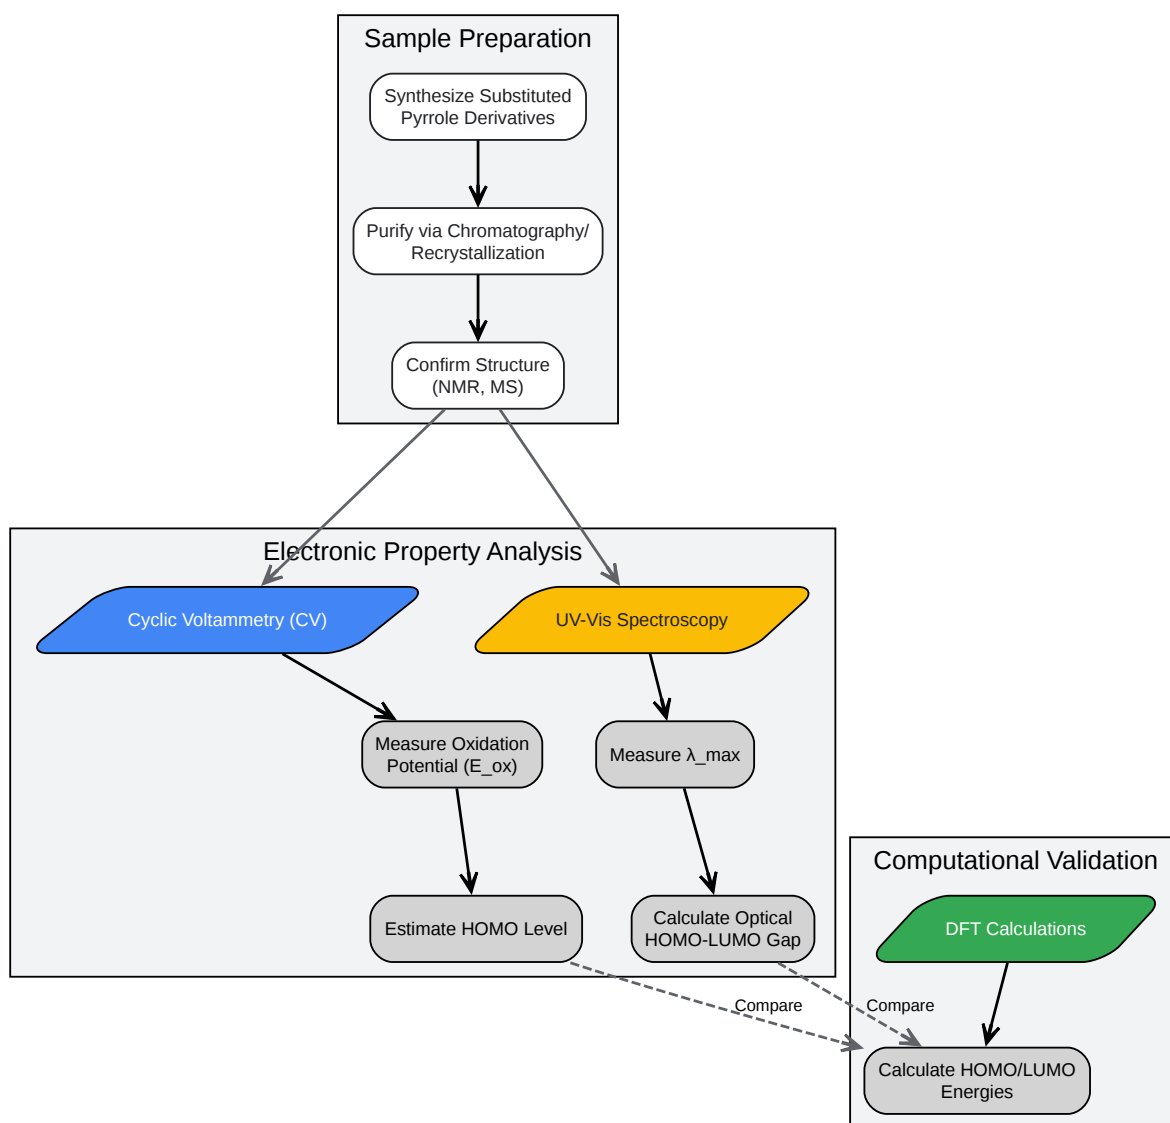 Sample Preparation
Synthesize Substituted
Pyrrole Derivatives
Purify via Chromatography/
Recrystallization
Confirm Structure
(NMR, MS)
Electronic Property Analysis
Cyclic Voltammetry (CV)
UV-Vis Spectroscopy
Measure Oxidation
Potential (E_ox)
Measure λ_max
Estimate HOMO Level
Calculate Optical
HOMO-LUMO Gap
Computational Validation
DFT Calculations
Compare
Compare
Calculate HOMO/LUMO
Energies